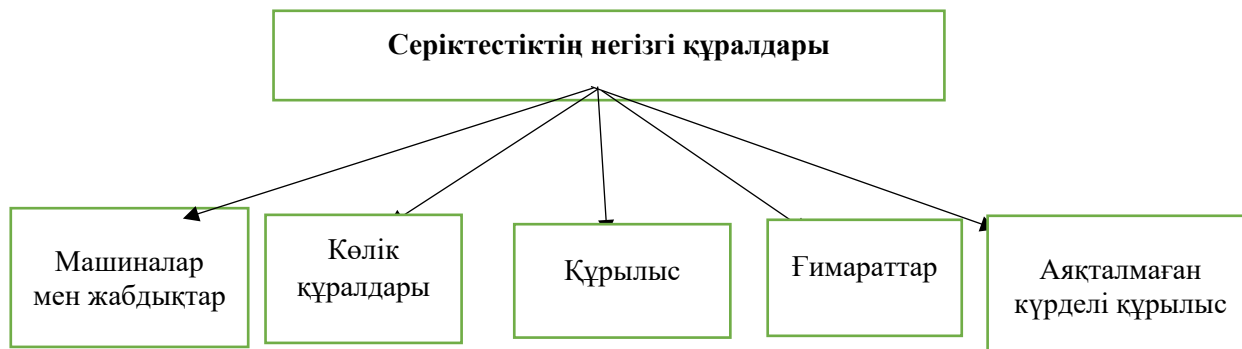 Серіктестіктің негізгі құралдары
Машиналар
мен жабдықтар
Көлік
құралдары
Құрылыс
Ғимараттар
Аяқталмаған
күрделі құрылыс